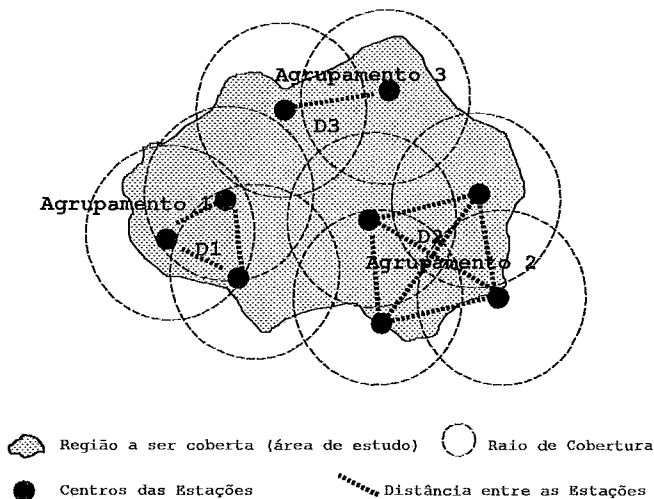 Agrupamento 3
D3
Agrupamento 1
D1
D2
Agrupamento 2
Região a ser coberta (área de estudo)
Raio de Cobertura
Centros das Estações
Distância entre as Estações